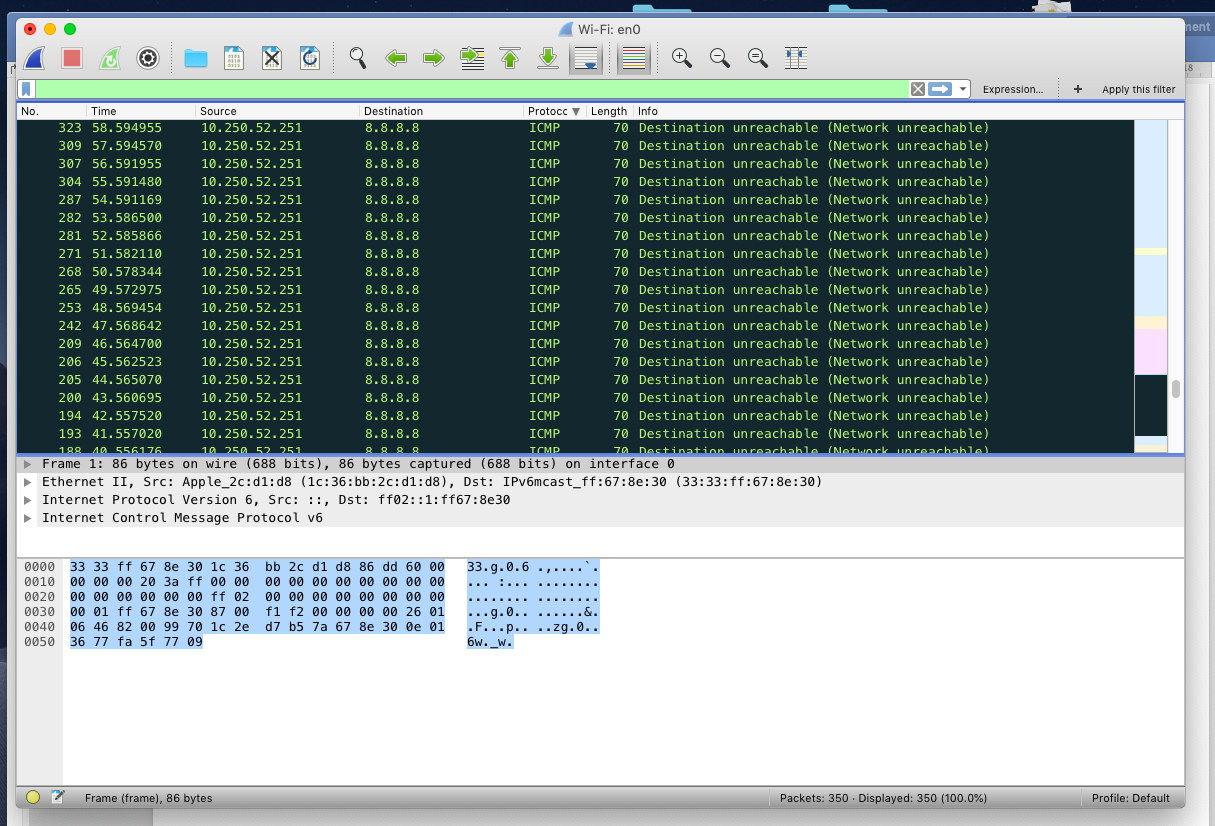 Wi-Fi: en0
Expression... + Apply this filter
No. Time Source Destination Protocc Length Info
323 58.594955 10.250.52.251 8.8.8.8 ICMP 70 Destination unreachable (Network unreachable)
309 57.594570 10.250.52.251 8.8.8.8 ICMP 70 Destination unreachable (Network unreachable)
307 56.591955 10.250.52.251 8.8.8.8 ICMP 70 Destination unreachable (Network unreachable)
304 55.591480 10.250.52.251 8.8.8.8 ICMP 70 Destination unreachable (Network unreachable)
287 54.591169 10.250.52.251 8.8.8.8 ICMP 70 Destination unreachable (Network unreachable)
282 53.586500 10.250.52.251 8.8.8.8 ICMP 70 Destination unreachable (Network unreachable)
281 52.585866 10.250.52.251 8.8.8.8 ICMP 70 Destination unreachable (Network unreachable)
271 51.582110 10.250.52.251 8.8.8.8 ICMP 70 Destination unreachable (Network unreachable)
268 50.578344 10.250.52.251 8.8.8.8 ICMP 70 Destination unreachable (Network unreachable)
265 49.572975 10.250.52.251 8.8.8.8 ICMP 70 Destination unreachable (Network unreachable)
253 48.569454 10.250.52.251 8.8.8.8 ICMP 70 Destination unreachable (Network unreachable)
242 47.568642 10.250.52.251 8.8.8.8 ICMP 70 Destination unreachable (Network unreachable)
209 46.564700 10.250.52.251 8.8.8.8 ICMP 70 Destination unreachable (Network unreachable)
206 45.562523 10.250.52.251 8.8.8.8 ICMP 70 Destination unreachable (Network unreachable)
205 44.565070 10.250.52.251 8.8.8.8 ICMP 70 Destination unreachable (Network unreachable)
200 43.560695 10.250.52.251 8.8.8.8 ICMP 70 Destination unreachable (Network unreachable)
194 42.557520 10.250.52.251 8.8.8.8 ICMP 70 Destination unreachable (Network unreachable)
193 41.557020 10.250.52.251 8.8.8.8 ICMP 70 Destination unreachable (Network unreachable)
188 40.556176 10.250.52.251 8.8.8.8 ICMP 70 Destination unreachable (Network unreachable)
Frame 1: 86 bytes on wire (688 bits), 86 bytes captured (688 bits) on interface 0
Ethernet II, Src: Apple_2c:d1:d8 (1c:36:bb:2c:d1:d8), Dst: IPv6mcast_ff:67:8e:30 (33:33:ff:67:8e:30)
Internet Protocol Version 6, Src: ::, Dst: ff02::1:ff67:8e30
Internet Control Message Protocol v6
0000 33 33 ff 67 8e 30 1c 36 bb 2c d1 d8 86 dd 60 00 33.g.0.6 .,....`.
0010 00 00 00 20 3a ff 00 00 00 00 00 00 00 00 00 00 ... :... ........
0020 00 00 00 00 00 00 ff 02 00 00 00 00 00 00 00 00 ........ ........
0030 00 01 ff 67 8e 30 87 00 f1 f2 00 00 00 00 26 01 ...g.0.. ......&.
0040 06 46 82 00 99 70 1c 2e d7 b5 7a 67 8e 30 0e 01 .F...p.. ..zg.0..
0050 36 77 fa 5f 77 09 6w._w.
Frame (frame), 86 bytes Packets: 350 · Displayed: 350 (100.0%) Profile: Default